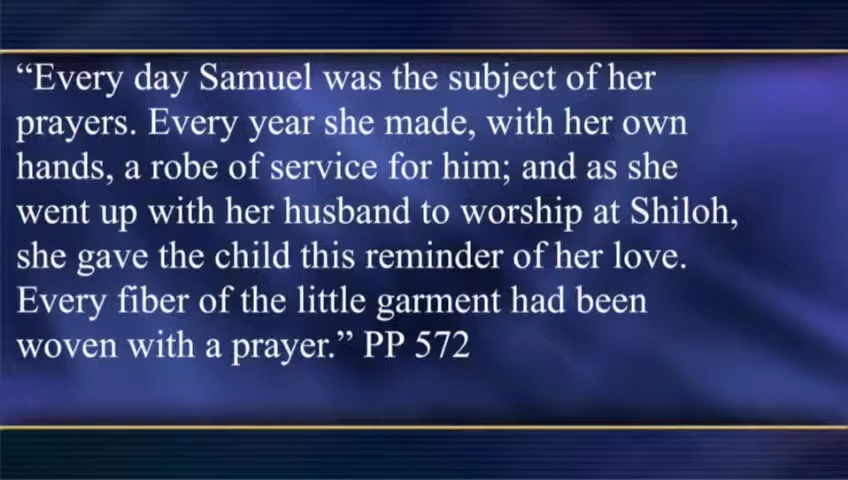 “Every day Samuel was the subject of her
prayers. Every year she made, with her own
hands, a robe of service for him; and as she
went up with her husband to worship at Shiloh,
she gave the child this reminder of her love.
Every fiber of the little garment had been
woven with a prayer.” PP 572